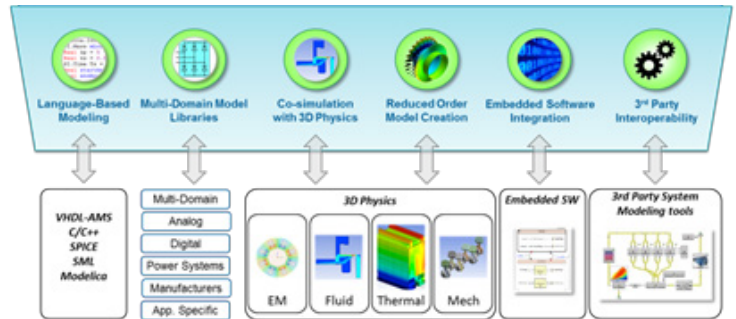 Language-Based
Modeling
Multi-Domain Model
Libraries
Co-simulation
with 3D Physics
Reduced Order
Model Creation
Embedded Software
Integration
3rd Party
Interoperability
VHDL-AMS
C/C++
SPICE
SML
Modelica
Multi-Domain
Analog
Digital
Power Systems
Manufacturers
App. Specific
3D Physics
EM
Fluid
Thermal
Mech
Embedded SW
3rd Party System
Modeling tools